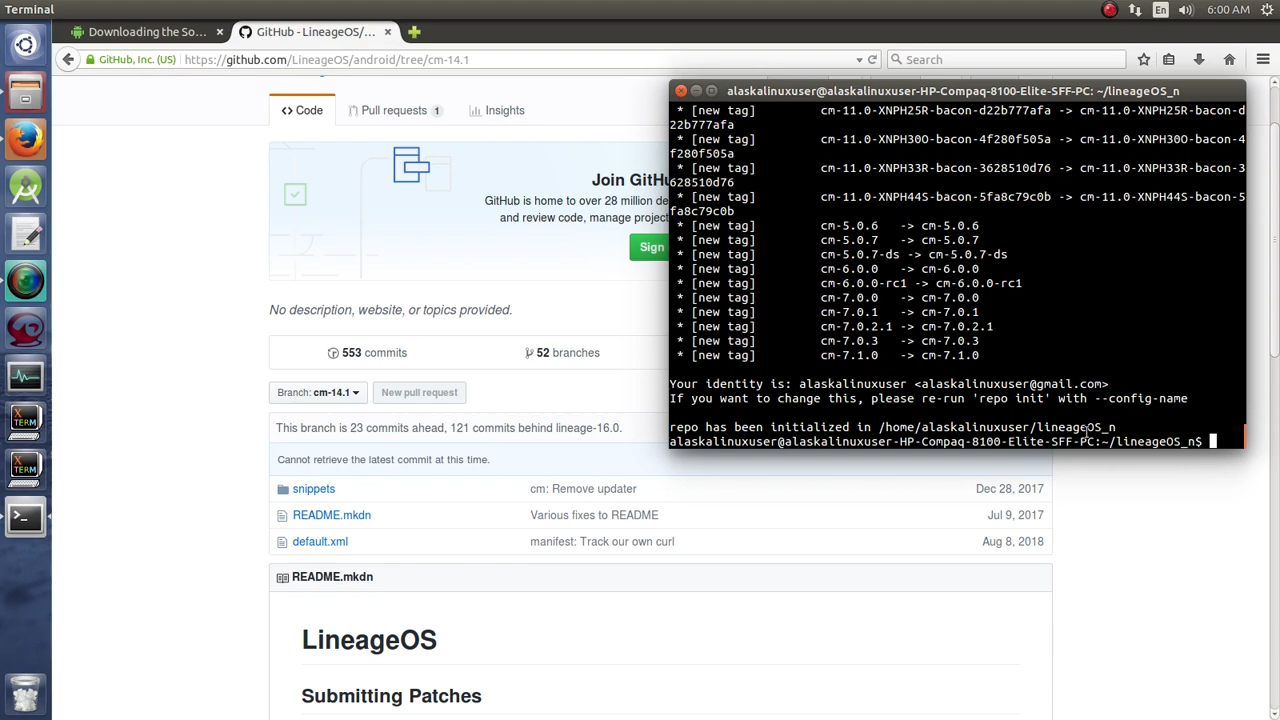 Terminal
En
6:00 AM
Downloading the So...
GitHub - LineageOS/...
GitHub, Inc. (US)
https://github.com/LineageOS/android/tree/cm-14.1
Search
Code
Pull requests 1
Insights
Join GitHu
GitHub is home to over 28 million de
and review code, manage project
Sign
No description, website, or topics provided.
553 commits
52 branches
Branch: cm-14.1
New pull request
This branch is 23 commits ahead, 121 commits behind lineage-16.0.
Cannot retrieve the latest commit at this time.
snippets
cm: Remove updater
Dec 28, 2017
README.mkdn
Various fixes to README
Jul 9, 2017
default.xml
manifest: Track our own curl
Aug 8, 2018
README.mkdn
LineageOS
Submitting Patches
alaskalinuxuser@alaskalinuxuser-HP-Compaq-8100-Elite-SFF-PC: ~/lineageOS_n
* [new tag] cm-11.0-XNPH25R-bacon-d22b777afa -> cm-11.0-XNPH25R-bacon-d
22b777afa
* [new tag] cm-11.0-XNPH30O-bacon-4f280f505a -> cm-11.0-XNPH30O-bacon-4
f280f505a
* [new tag] cm-11.0-XNPH33R-bacon-3628510d76 -> cm-11.0-XNPH33R-bacon-3
628510d76
* [new tag] cm-11.0-XNPH44S-bacon-5fa8c79c0b -> cm-11.0-XNPH44S-bacon-5
fa8c79c0b
* [new tag] cm-5.0.6 -> cm-5.0.6
* [new tag] cm-5.0.7 -> cm-5.0.7
* [new tag] cm-5.0.7-ds -> cm-5.0.7-ds
* [new tag] cm-6.0.0 -> cm-6.0.0
* [new tag] cm-6.0.0-rc1 -> cm-6.0.0-rc1
* [new tag] cm-7.0.0 -> cm-7.0.0
* [new tag] cm-7.0.1 -> cm-7.0.1
* [new tag] cm-7.0.2.1 -> cm-7.0.2.1
* [new tag] cm-7.0.3 -> cm-7.0.3
* [new tag] cm-7.1.0 -> cm-7.1.0
Your identity is: alaskalinuxuser <alaskalinuxuser@gmail.com>
If you want to change this, please re-run 'repo init' with --config-name
repo has been initialized in /home/alaskalinuxuser/lineageOS_n
alaskalinuxuser@alaskalinuxuser-HP-Compaq-8100-Elite-SFF-PC:~/lineageOS_n$
X
TERM
X
TERM